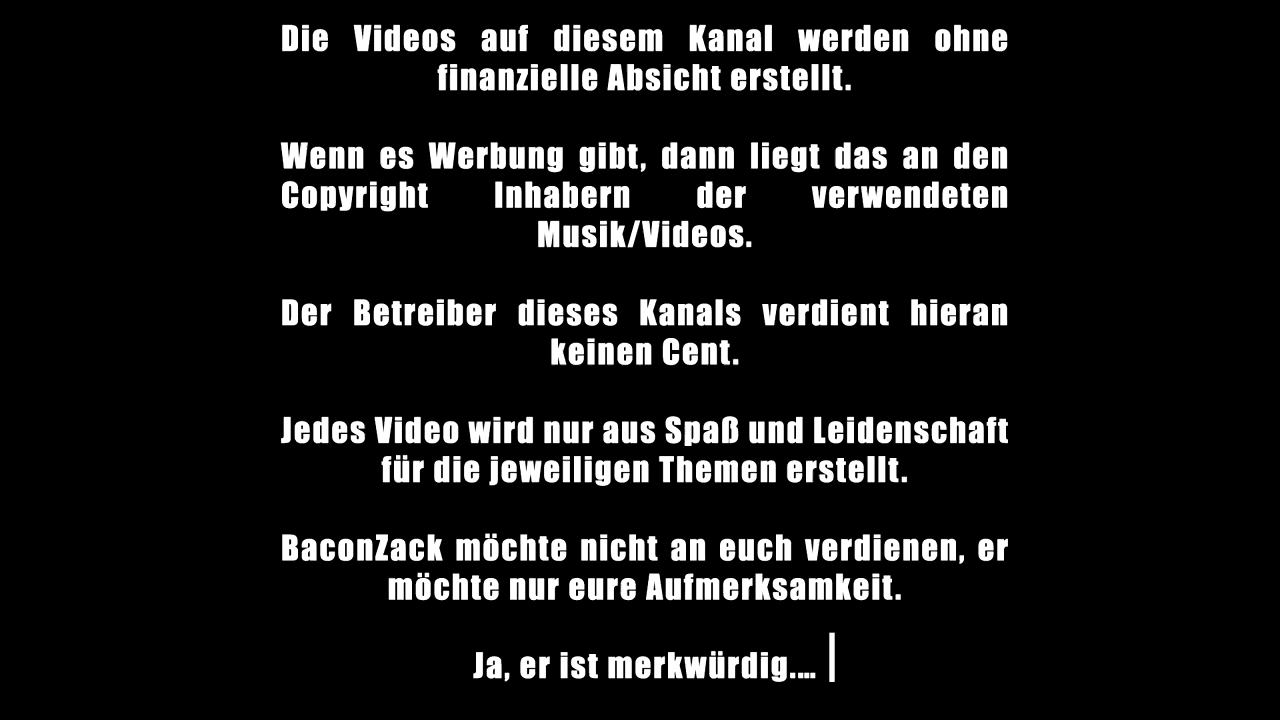 Die Videos auf diesem Kanal werden ohne
finanzielle Absicht erstellt.
Wenn es Werbung gibt, dann liegt das an den
Copyright Inhabern der verwendeten
Musik/Videos.
Der Betreiber dieses Kanals verdient hieran
keinen Cent.
Jedes Video wird nur aus Spaß und Leidenschaft
für die jeweiligen Themen erstellt.
BaconZack möchte nicht an euch verdienen, er
möchte nur eure Aufmerksamkeit.
Ja, er ist merkwürdig....